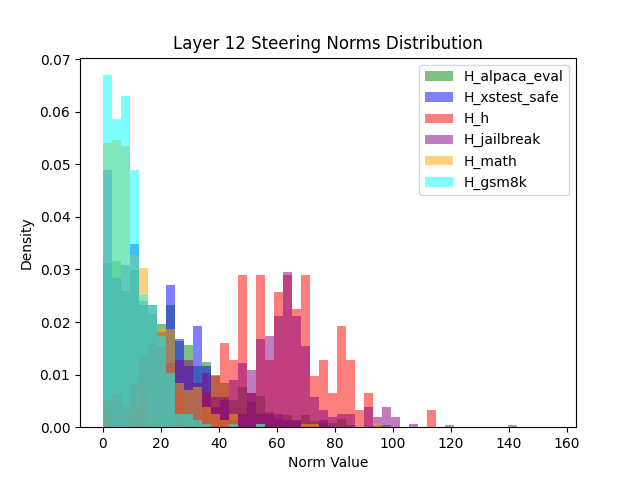 Layer 12 Steering Norms Distribution
0.07
0.06
0.05
0.04
0.03
0.02
0.01
0.00
Density
H_alpaca_eval
H_xstest_safe
H_h
H_jailbreak
H_math
H_gsm8k
0 20 40 60 80 100 120 140 160
Norm Value